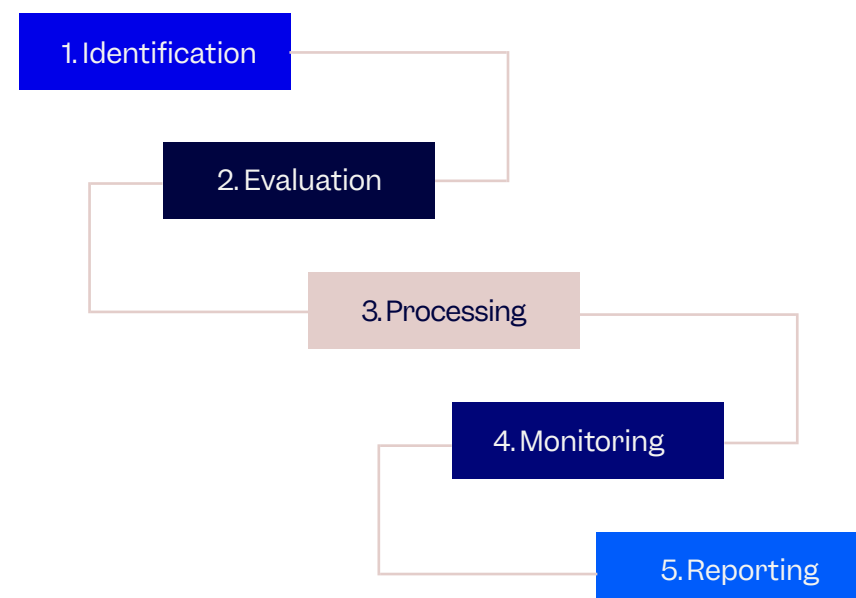 1. Identification
2. Evaluation
3. Processing
4. Monitoring
5. Reporting